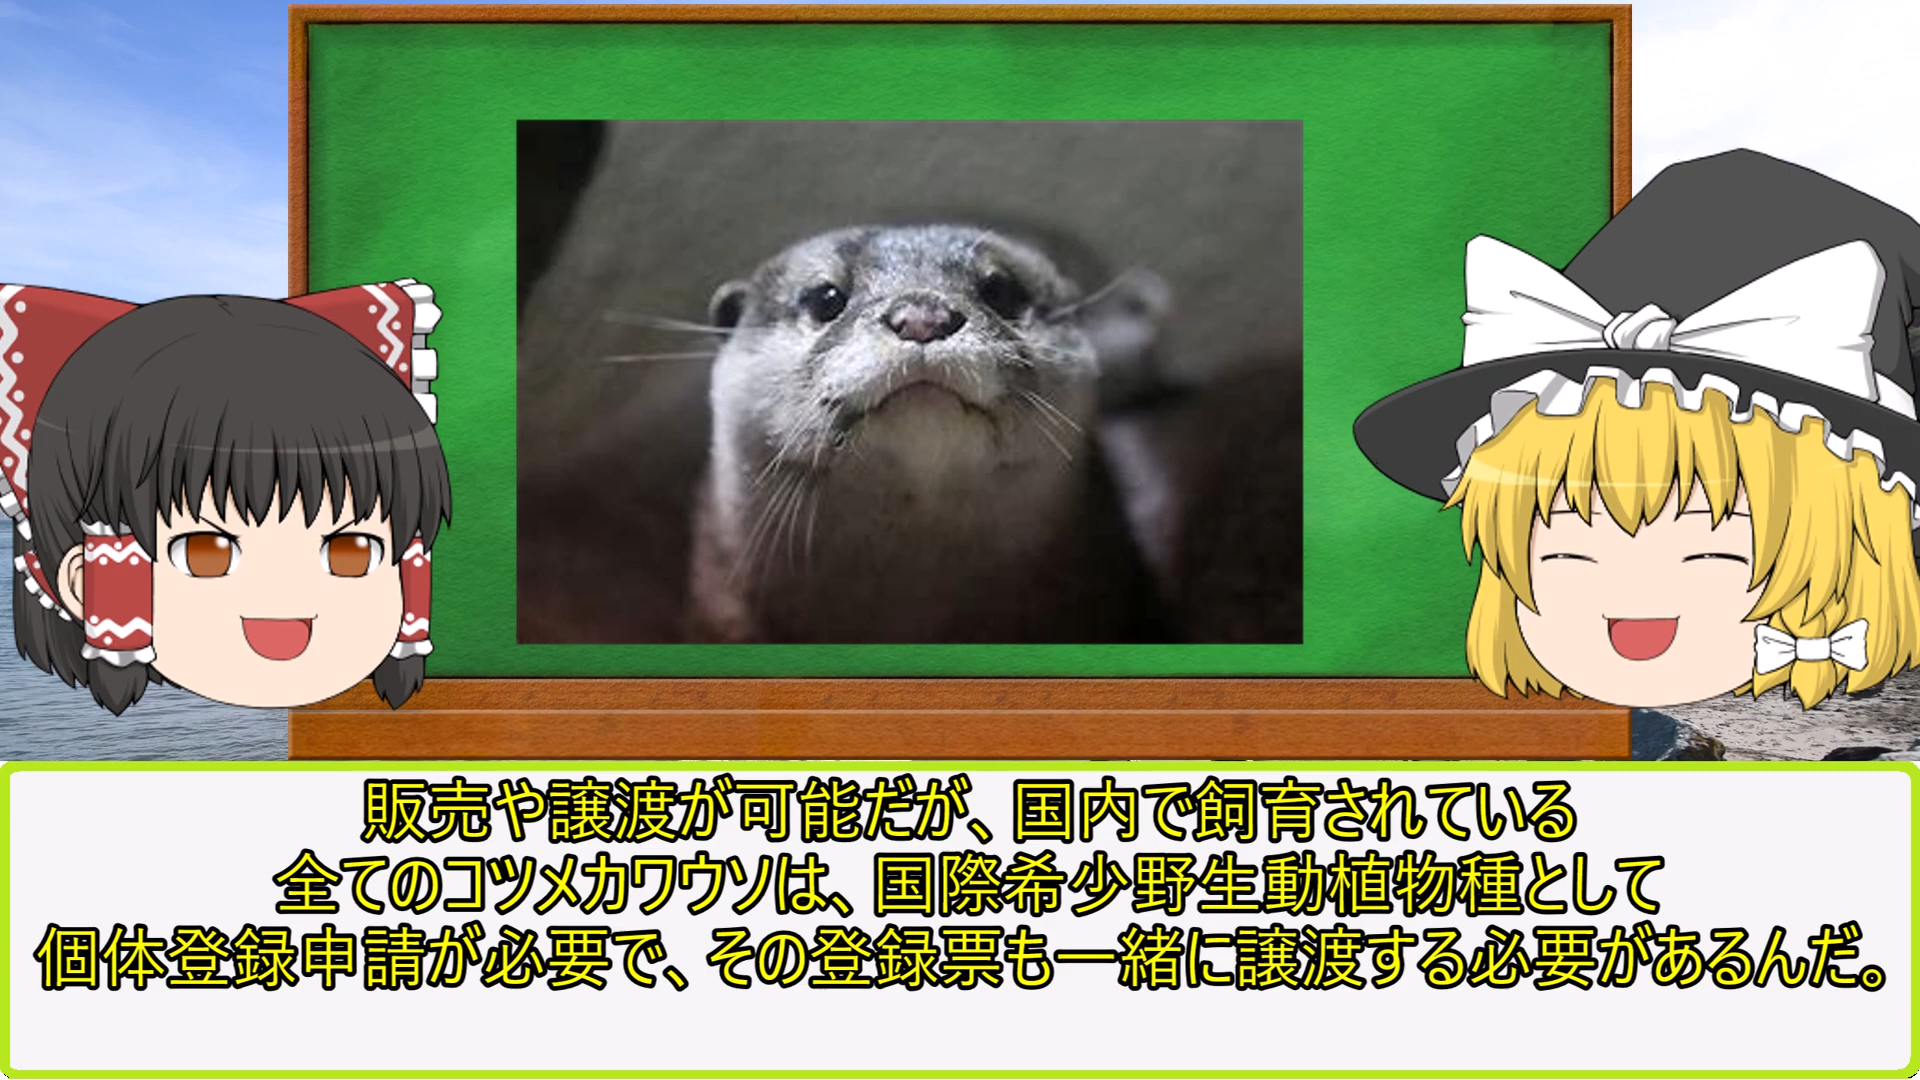 販売や譲渡が可能だが、国内で飼育されている
全てのコツメカワウソは、国際希少野生動植物種として
個体登録申請が必要で、その登録票も一緒に譲渡する必要があるんだ。